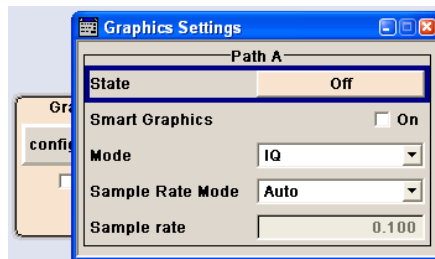 Graphics Settings
Path A
State Off
Smart Graphics On
Mode IQ
Sample Rate Mode Auto
Sample rate 0.100